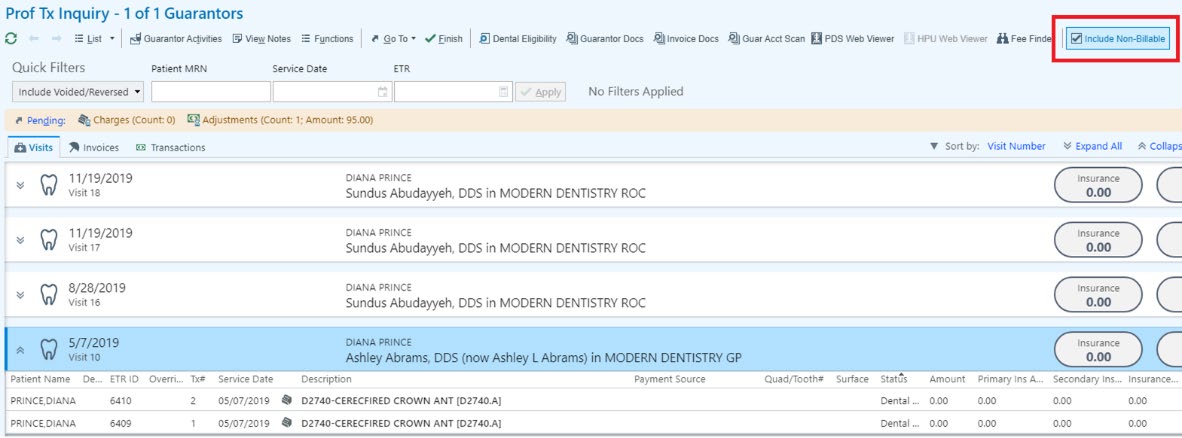 Prof Tx Inquiry - 1 of 1 Guarantors
List Guarantor Activities View Notes Functions Go To Finish Dental Eligibility Guarantor Docs Invoice Docs Guar Acct Scan PDS Web Viewer HPU Web Viewer Fee Finde Include Non-Billable
Quick Filters Patient MRN Service Date ETR
Include Voided/Reversed Apply No Filters Applied
Pending: Charges (Count: 0) Adjustments (Count: 1; Amount: 95.00)
Visits Invoices Transactions Sort by: Visit Number Expand All Collaps
11/19/2019 DIANA PRINCE Insurance
Visit 18 Sundus Abudayyeh, DDS in MODERN DENTISTRY ROC 0.00
11/19/2019 DIANA PRINCE Insurance
Visit 17 Sundus Abudayyeh, DDS in MODERN DENTISTRY ROC 0.00
8/28/2019 DIANA PRINCE Insurance
Visit 16 Sundus Abudayyeh, DDS in MODERN DENTISTRY ROC 0.00
5/7/2019 DIANA PRINCE Insurance
Visit 10 Ashley Abrams, DDS (now Ashley L Abrams) in MODERN DENTISTRY GP 0.00
Patient Name De... ETR ID Overri... Tx# Service Date Description Payment Source Quad/Tooth# Surface Status Amount Primary Ins A... Secondary Ins... Insurance...
PRINCE,DIANA 6410 2 05/07/2019 D2740-CERECFIRED CROWN ANT [D2740.A] Dental ... 0.00 0.00 0.00 0.00
PRINCE,DIANA 6409 1 05/07/2019 D2740-CERECFIRED CROWN ANT [D2740.A] Dental ... 0.00 0.00 0.00 0.00